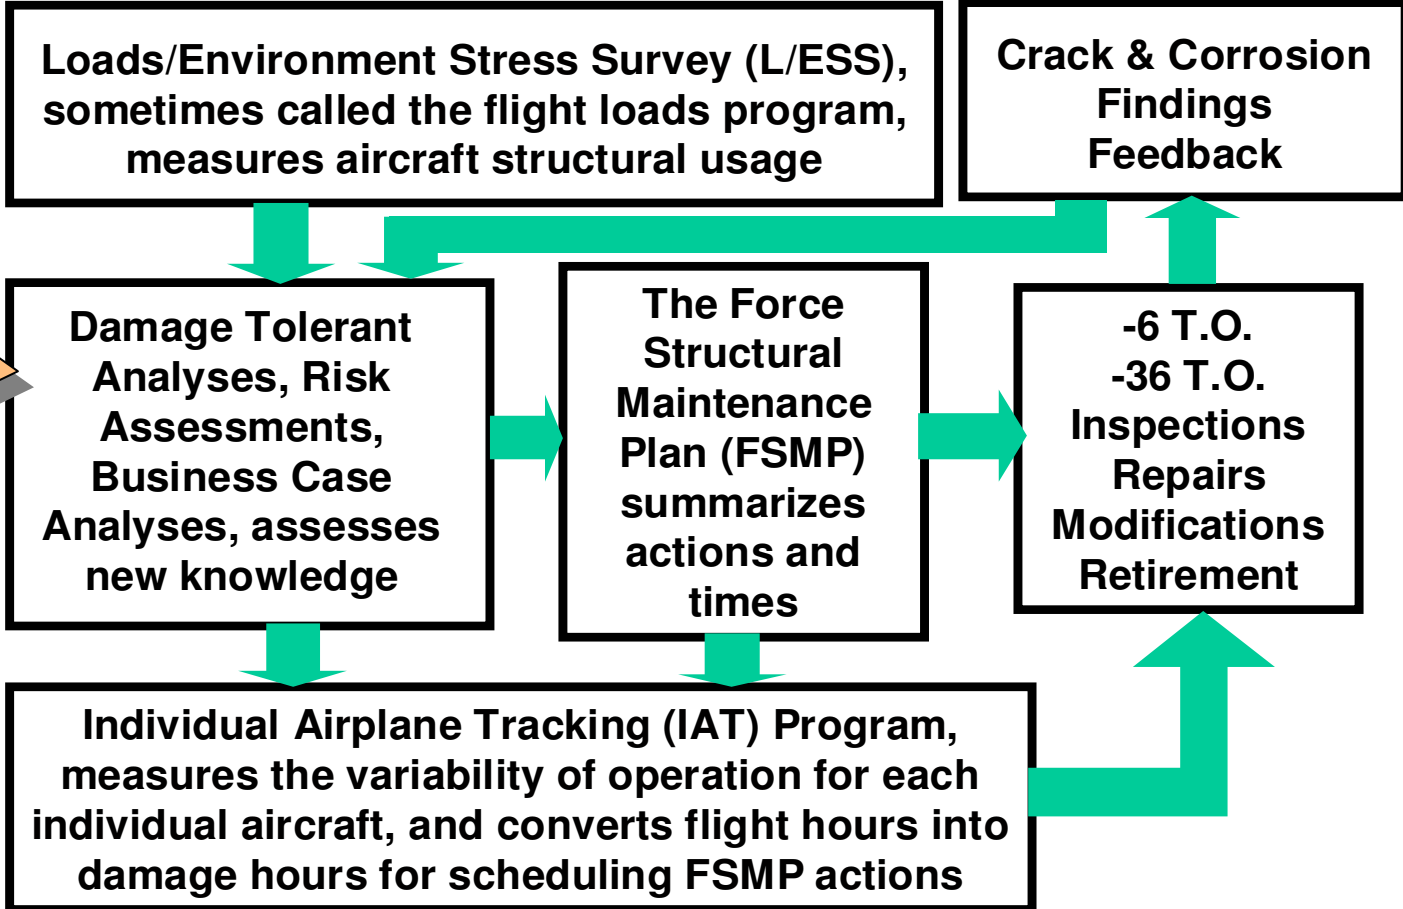 Loads/Environment Stress Survey (L/ESS),
sometimes called the flight loads program,
measures aircraft structural usage
Crack & Corrosion
Findings
Feedback
Damage Tolerant
Analyses, Risk
Assessments,
Business Case
Analyses, assesses
new knowledge
The Force
Structural
Maintenance
Plan (FSMP)
summarizes
actions and
times
-6 T.O.
-36 T.O.
Inspections
Repairs
Modifications
Retirement
Individual Airplane Tracking (IAT) Program,
measures the variability of operation for each
individual aircraft, and converts flight hours into
damage hours for scheduling FSMP actions